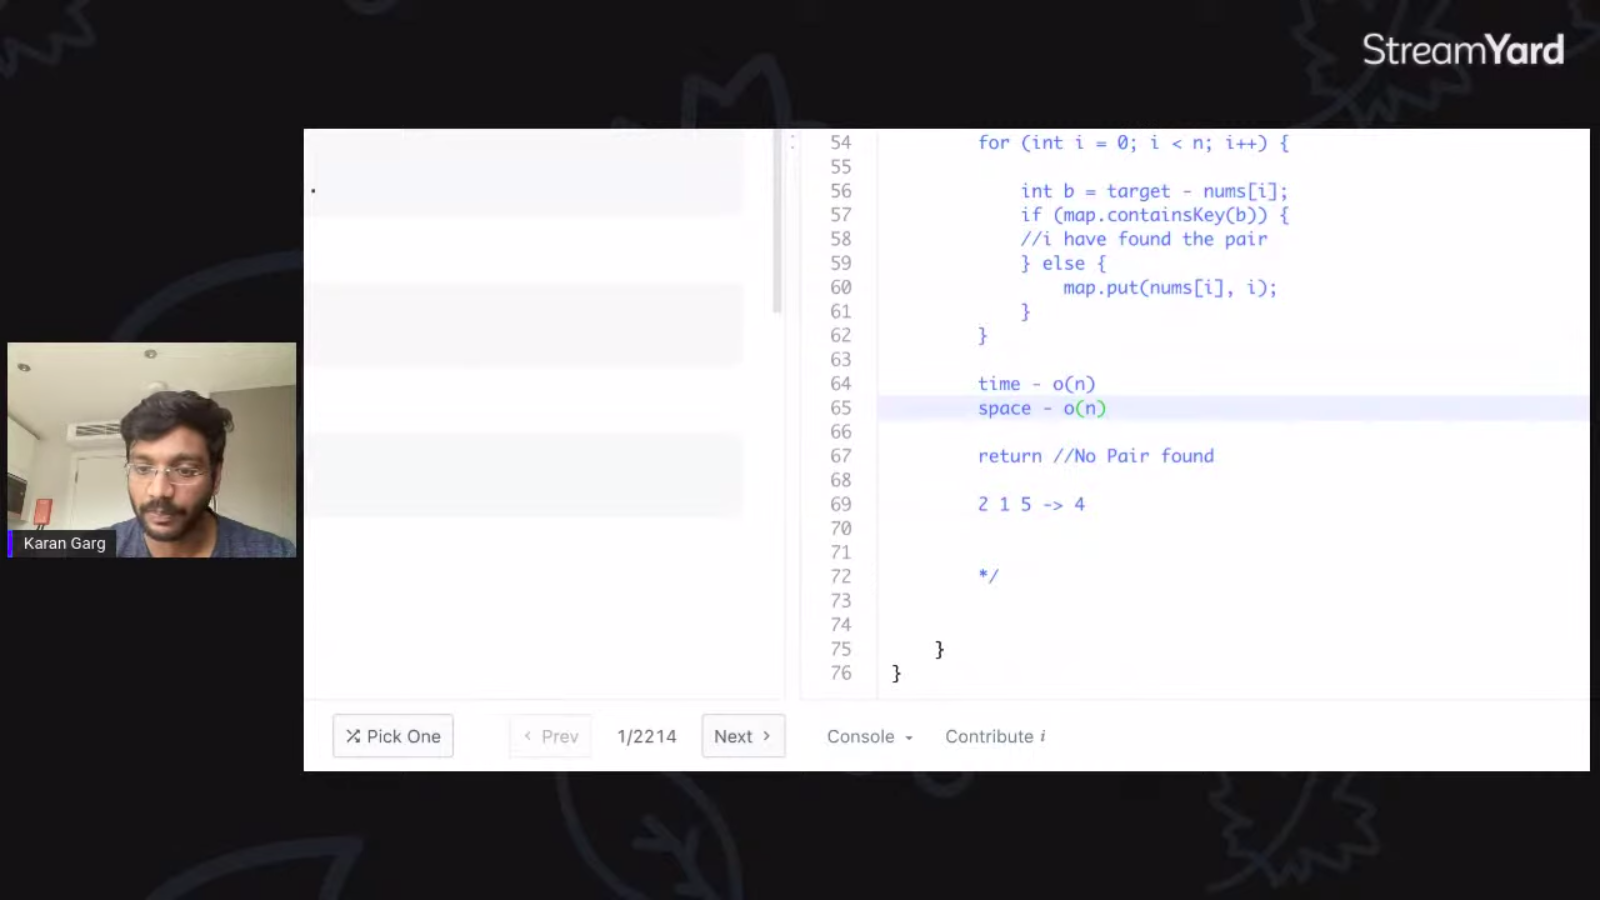 StreamYard
54 for (int i = 0; i < n; i++) {
55
56 int b = target - nums[i];
57 if (map.containsKey(b)) {
58 //i have found the pair
59 } else {
60 map.put(nums[i], i);
61 }
62 }
63
64 time - o(n)
65 space - o(n)
66
67 return //No Pair found
68
69 2 1 5 -> 4
70
71
72 */
73
74
75 }
76 }
Karan Garg
Pick One
< Prev
1/2214
Next >
Console
Contribute i